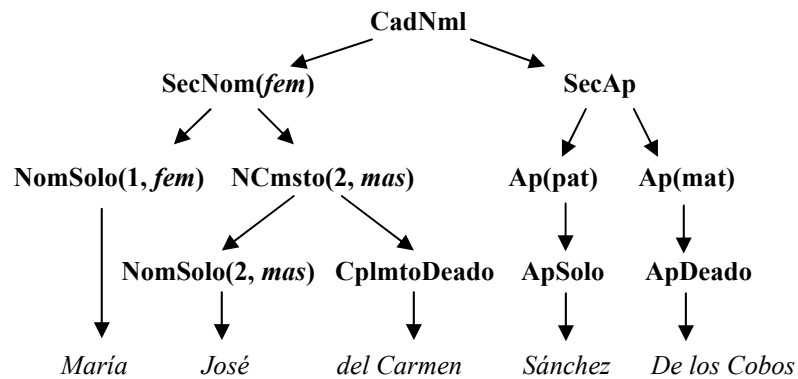 CadNml
SecNom(fem) SecAp
NomSolo(1, fem) NCmsto(2, mas) Ap(pat) Ap(mat)
NomSolo(2, mas) CplmtoDeado ApSolo ApDeado
María José del Carmen Sánchez De los Cobos